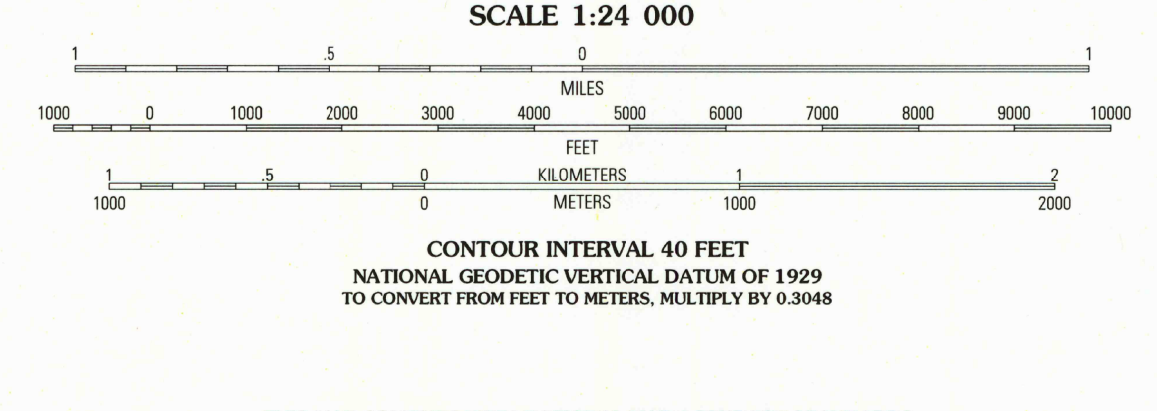 SCALE 1:24 000
1 .5 0 1
MILES
1000 0 1000 2000 3000 4000 5000 6000 7000 8000 9000 10000
FEET
1 .5 0 KILOMETERS 1 2
1000 0 METERS 1000 2000
CONTOUR INTERVAL 40 FEET
NATIONAL GEODETIC VERTICAL DATUM OF 1929
TO CONVERT FROM FEET TO METERS, MULTIPLY BY 0.3048